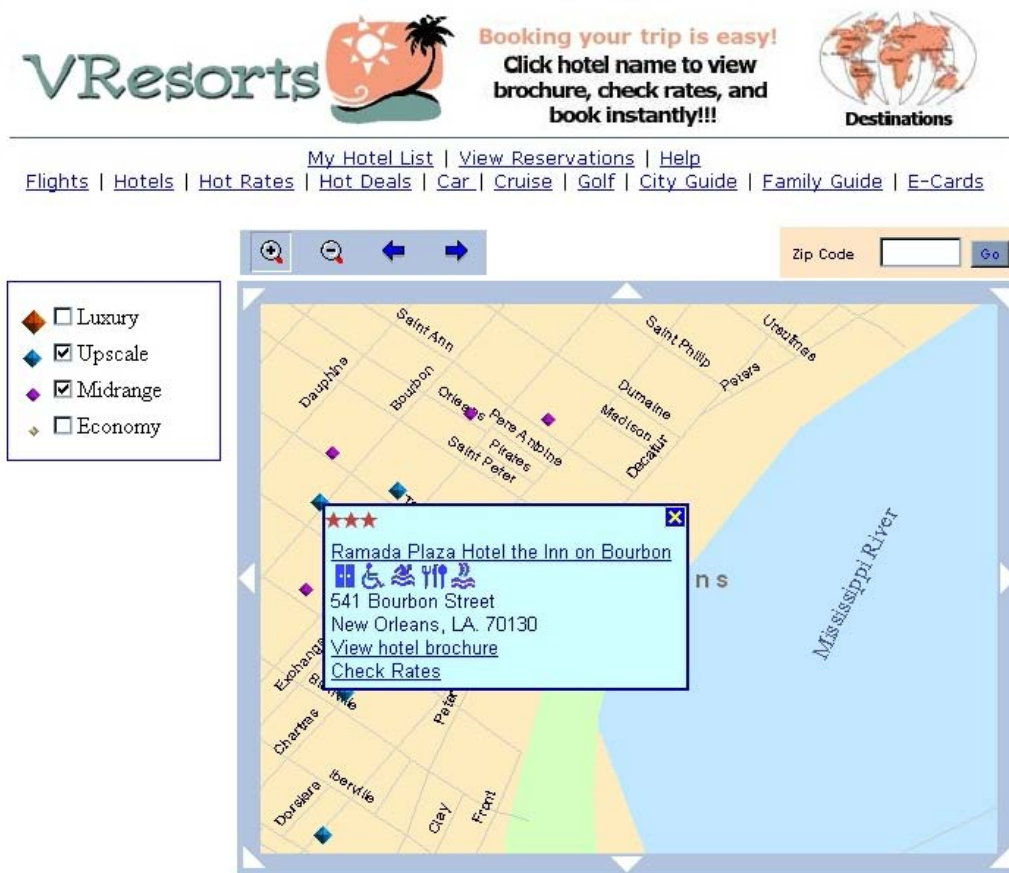 VResorts
Booking your trip is easy!
Click hotel name to view
brochure, check rates, and
book instantly!!!
Destinations
My Hotel List | View Reservations | Help
Flights | Hotels | Hot Rates | Hot Deals | Car | Cruise | Golf | City Guide | Family Guide | E-Cards
Zip Code
Go
Luxury
Upscale
Midrange
Economy
Saint Ann
Saint Philip
Ursulines
Peters
Dauphine
Bourbon
Orleans
Dumaine
Madison
Pere Antoine
Pirates
Saint Peter
Decatur
Ramada Plaza Hotel the Inn on Bourbon
541 Bourbon Street
New Orleans, LA. 70130
View hotel brochure
Check Rates
ns
Mississippi River
Bienville
Chartras
Iberville
Dorsiere
Clay
Front